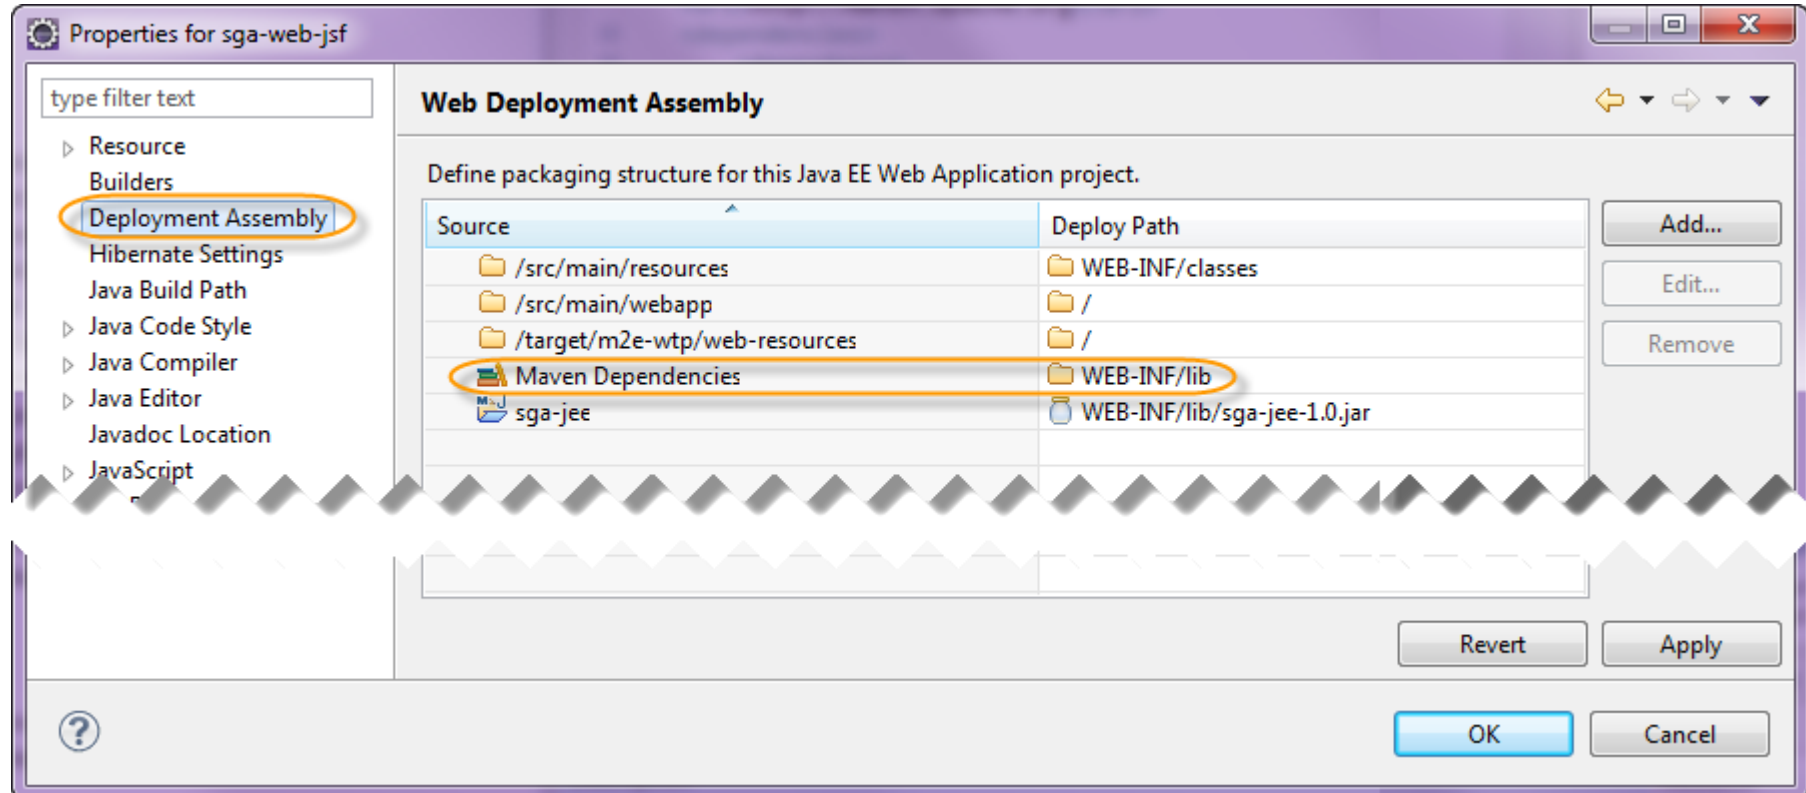 Properties for sga-web-jsf
type filter text
Resource
Builders
Deployment Assembly
Hibernate Settings
Java Build Path
Java Code Style
Java Compiler
Java Editor
Javadoc Location
JavaScript
Web Deployment Assembly
Define packaging structure for this Java EE Web Application project.
Source Deploy Path
/src/main/resources WEB-INF/classes
/src/main/webapp /
/target/m2e-wtp/web-resources /
Maven Dependencies WEB-INF/lib
sga-jee WEB-INF/lib/sga-jee-1.0.jar
Add...
Edit...
Remove
Revert Apply
OK Cancel